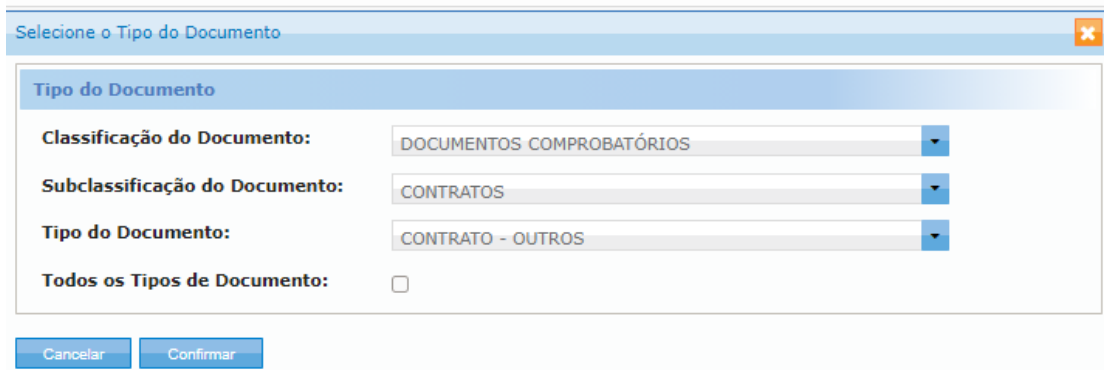 Selecione o Tipo do Documento
Tipo do Documento
Classificação do Documento: DOCUMENTOS COMPROBATÓRIOS
Subclassificação do Documento: CONTRATOS
Tipo do Documento: CONTRATO - OUTROS
Todos os Tipos de Documento:
Cancelar Confirmar